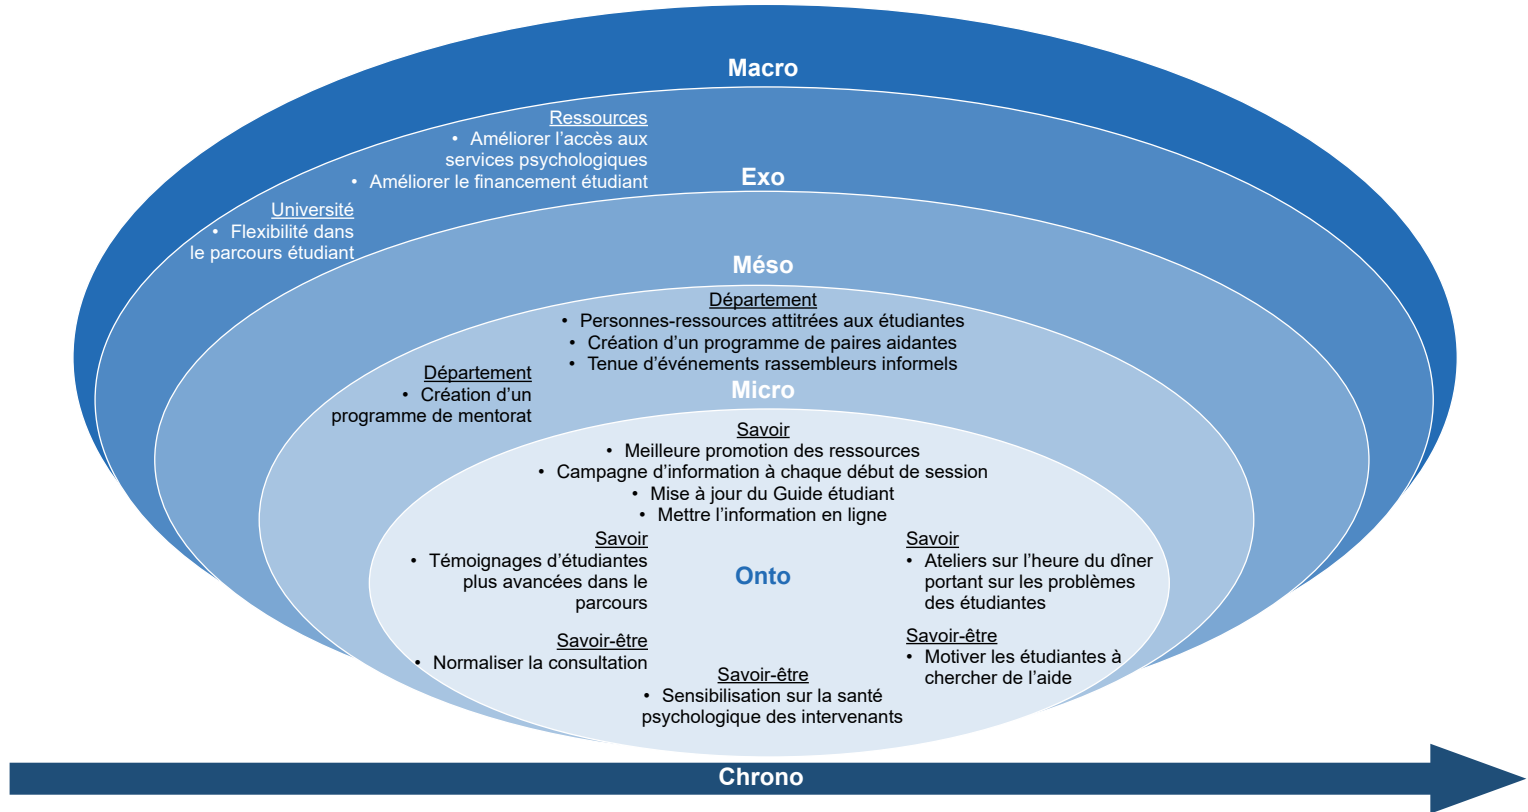 Macro
Ressources
• Améliorer l’accès aux
services psychologiques
• Améliorer le financement étudiant
Exo
Université
• Flexibilité dans
le parcours étudiant
Méso
Département
• Personnes-ressources attitrées aux étudiantes
• Création d’un programme de paires aidantes
• Tenue d’événements rassembleurs informels
Département
• Création d’un
programme de mentorat
Micro
Savoir
• Meilleure promotion des ressources
• Campagne d’information à chaque début de session
• Mise à jour du Guide étudiant
• Mettre l’information en ligne
Savoir
• Témoignages d’étudiantes
plus avancées dans le
parcours
Onto
Savoir
• Ateliers sur l’heure du dîner
portant sur les problèmes
des étudiantes
Savoir-être
• Normaliser la consultation
Savoir-être
• Sensibilisation sur la santé
psychologique des intervenants
Savoir-être
• Motiver les étudiantes à
chercher de l’aide
Chrono